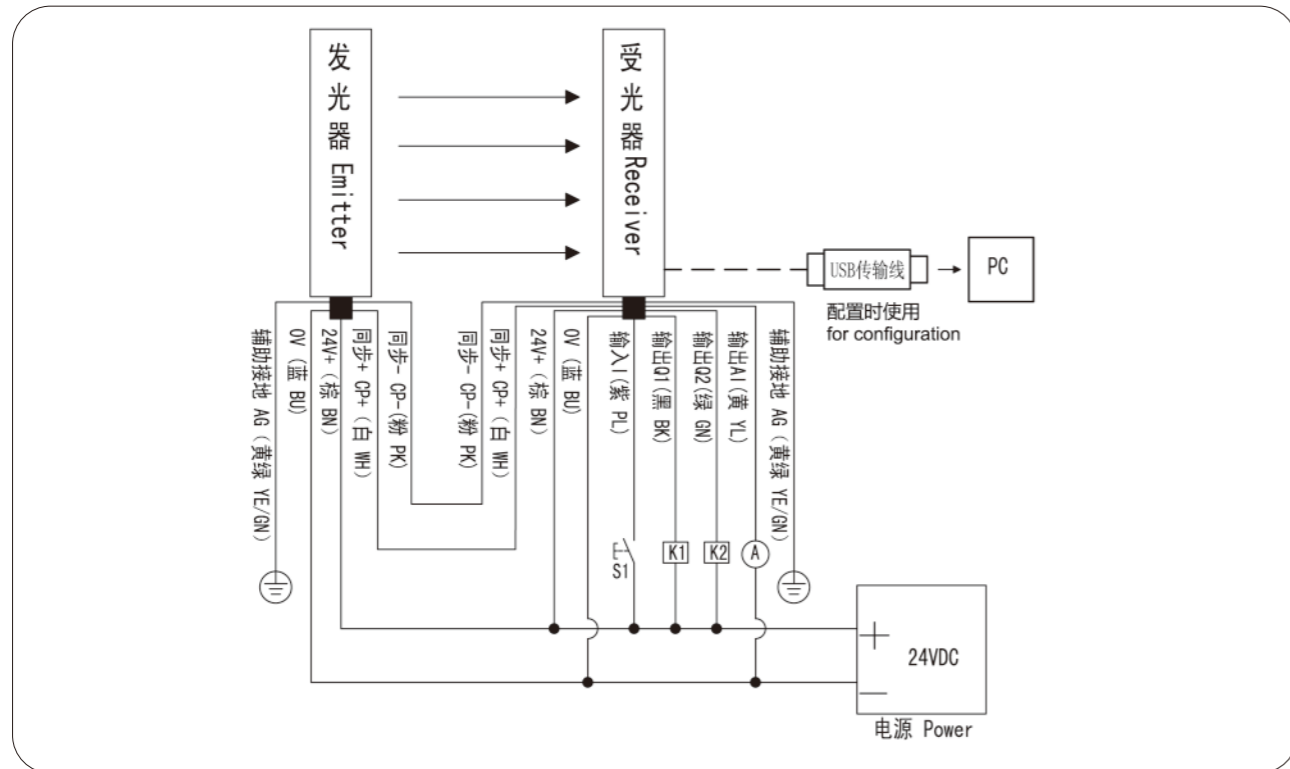 发光器 Emitter
受光器 Receiver
USB传输线
PC
配置时使用
for configuration
辅助接地 AG (黄绿 YE/GN)
0V (蓝 BU)
24V+ (棕 BN)
同步+ CP+ (白 WH)
同步- CP-(粉 PK)
同步- CP-(粉 PK)
同步+ CP+ (白 WH)
24V+ (棕 BN)
0V (蓝 BU)
输入I(紫 PL)
输出Q1(黑 BK)
输出Q2(绿 GN)
输出AI(黄 YL)
辅助接地 AG (黄绿 YE/GN)
S1
K1
K2
A
+
24VDC
—
电源 Power